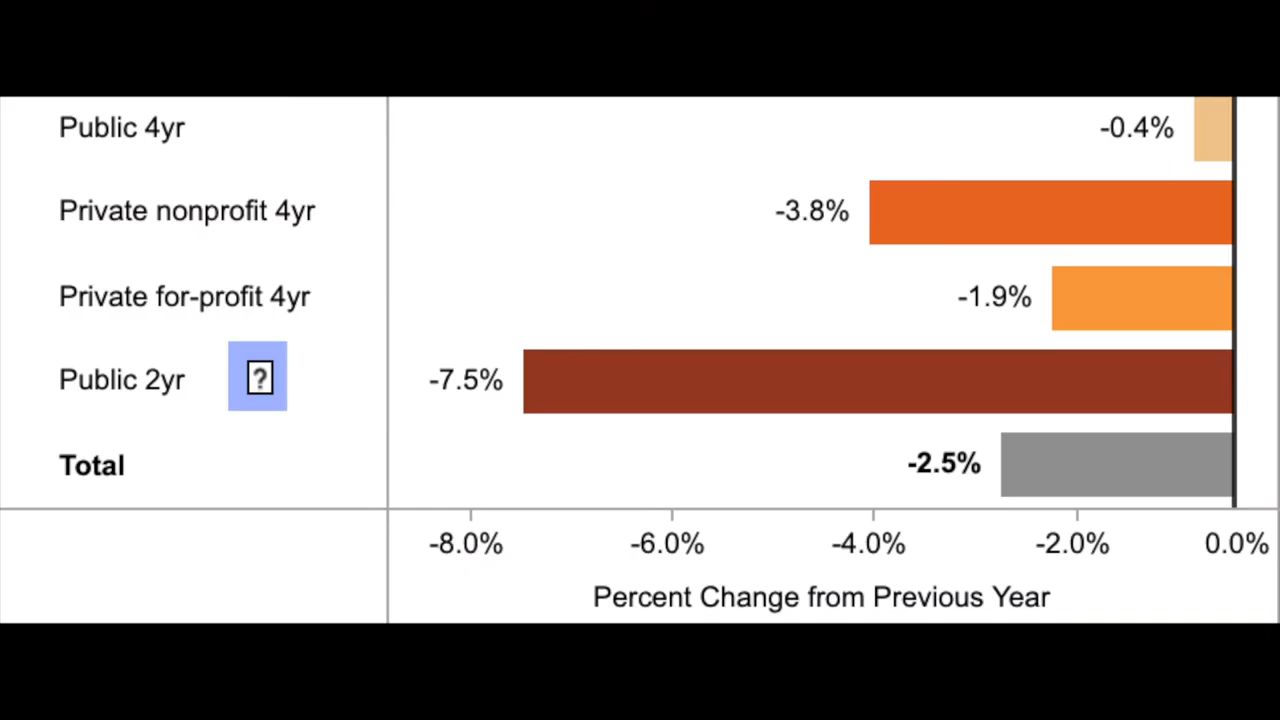 Public 4yr -0.4%
Private nonprofit 4yr -3.8%
Private for-profit 4yr -1.9%
Public 2yr ? -7.5%
Total -2.5%
-8.0% -6.0% -4.0% -2.0% 0.0%
Percent Change from Previous Year